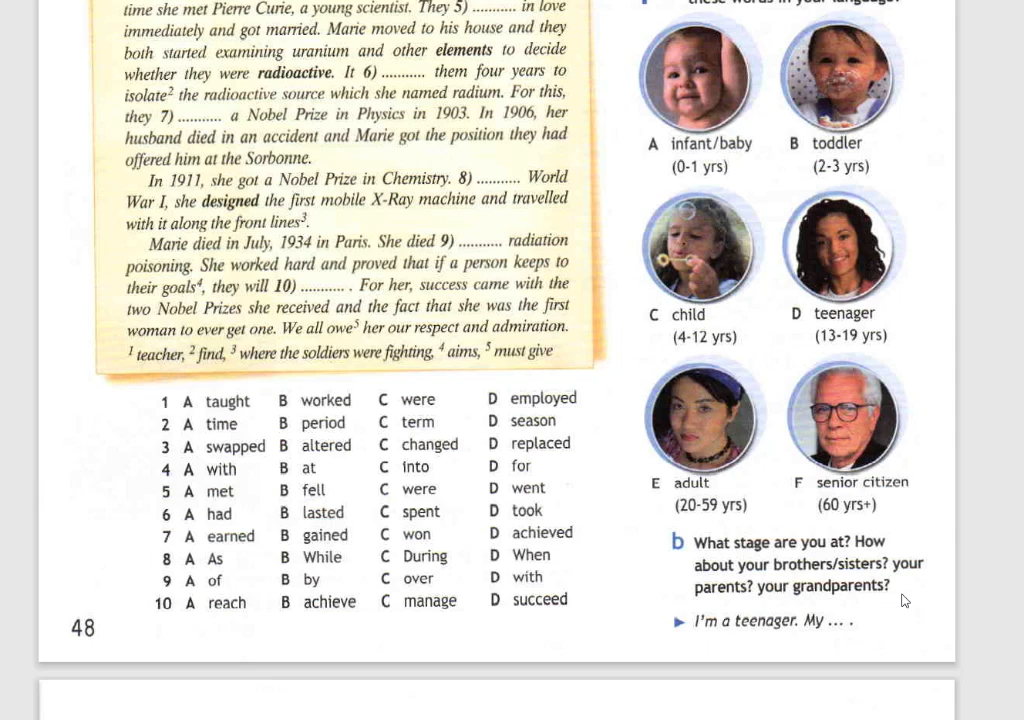 time she met Pierre Curie, a young scientist. They 5) ........... in love
immediately and got married. Marie moved to his house and they
both started examining uranium and other elements to decide
whether they were radioactive. It 6) ........... them four years to
isolate² the radioactive source which she named radium. For this,
they 7) ........... a Nobel Prize in Physics in 1903. In 1906, her
husband died in an accident and Marie got the position they had
offered him at the Sorbonne.
In 1911, she got a Nobel Prize in Chemistry. 8) ........... World
War I, she designed the first mobile X-Ray machine and travelled
with it along the front lines³.
Marie died in July, 1934 in Paris. She died 9) ........... radiation
poisoning. She worked hard and proved that if a person keeps to
their goals⁴, they will 10) ........... . For her, success came with the
two Nobel Prizes she received and the fact that she was the first
woman to ever get one. We all owe⁵ her our respect and admiration.
¹ teacher, ² find, ³ where the soldiers were fighting, ⁴ aims, ⁵ must give
1 A taught B worked C were D employed
2 A time B period C term D season
3 A swapped B altered C changed D replaced
4 A with B at C into D for
5 A met B fell C were D went
6 A had B lasted C spent D took
7 A earned B gained C won D achieved
8 A As B While C During D When
9 A of B by C over D with
10 A reach B achieve C manage D succeed
48
these words in your language?
A infant/baby
(0-1 yrs)
B toddler
(2-3 yrs)
C child
(4-12 yrs)
D teenager
(13-19 yrs)
E adult
(20-59 yrs)
F senior citizen
(60 yrs+)
b What stage are you at? How
about your brothers/sisters? your
parents? your grandparents?
► I'm a teenager. My ... .